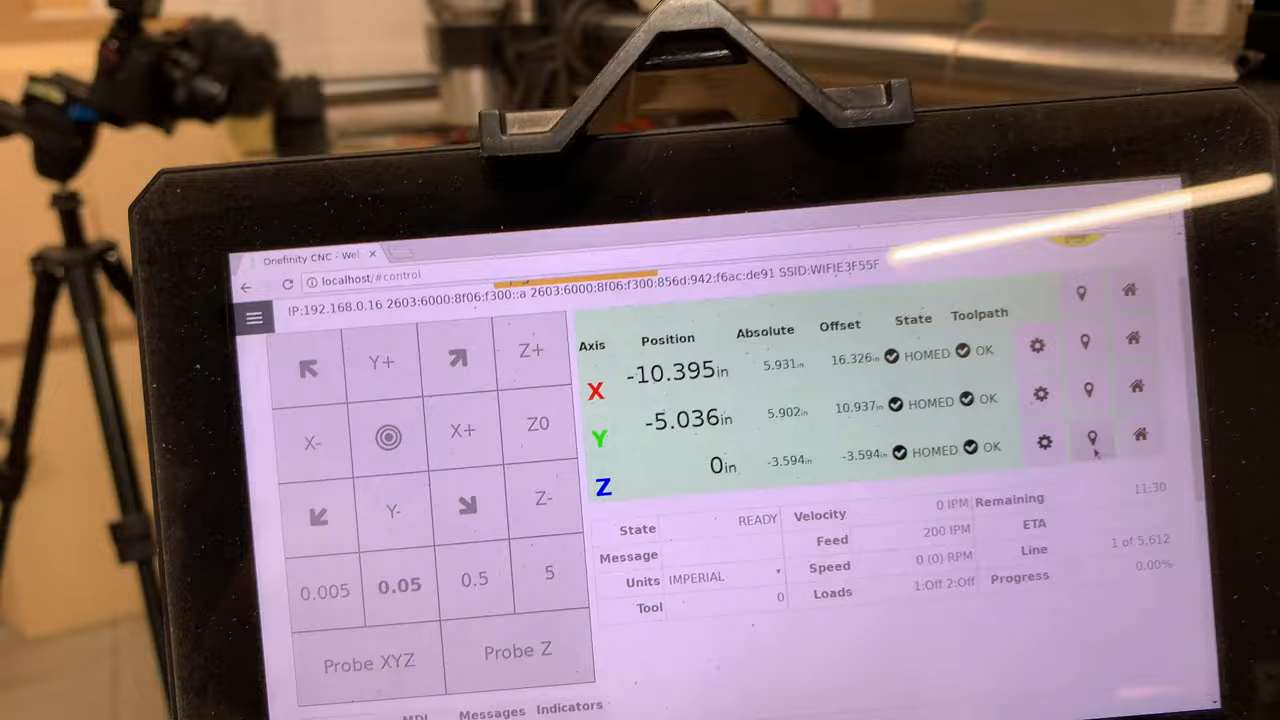 Onefinity CNC - Wel ×
localhost/#control
IP:192.168.0.16 2603:6000:8f06:f300::a 2603:6000:8f06:f300:856d:942:f6ac:de91 SSID:WIFIE3F55F
Y+ Z+
X- X+ Z0
Y- Z-
0.005 0.05 0.5 5
Probe XYZ Probe Z
Axis Position Absolute Offset State Toolpath
X -10.395in 5.931in 16.326in HOMED OK
Y -5.036in 5.902in 10.937in HOMED OK
Z 0in -3.594in -3.594in HOMED OK
State READY Velocity 0 IPM Remaining 11:30
Message Feed 200 IPM ETA
Units IMPERIAL Speed 0 (0) RPM Line 1 of 5,612
Tool 0 Loads 1:Off 2:Off Progress 0.00%
MDI Messages Indicators